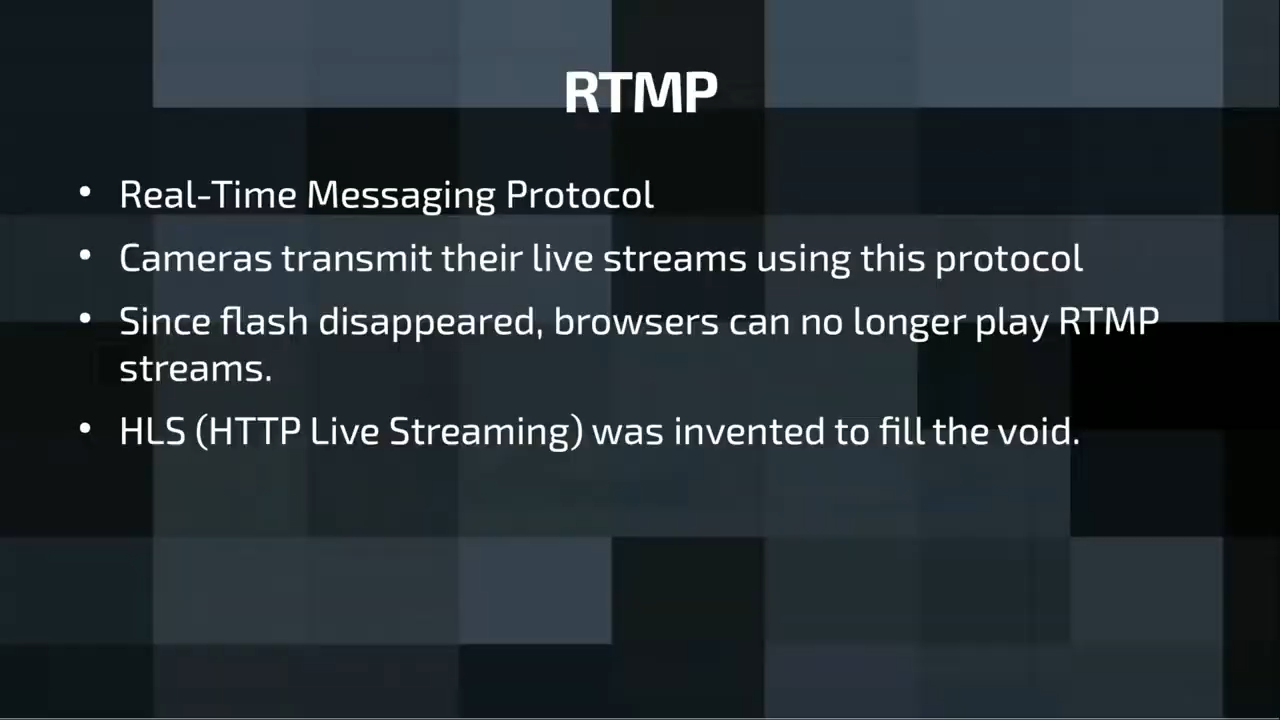 RTMP
• Real-Time Messaging Protocol
• Cameras transmit their live streams using this protocol
• Since flash disappeared, browsers can no longer play RTMP
streams.
• HLS (HTTP Live Streaming) was invented to fill the void.